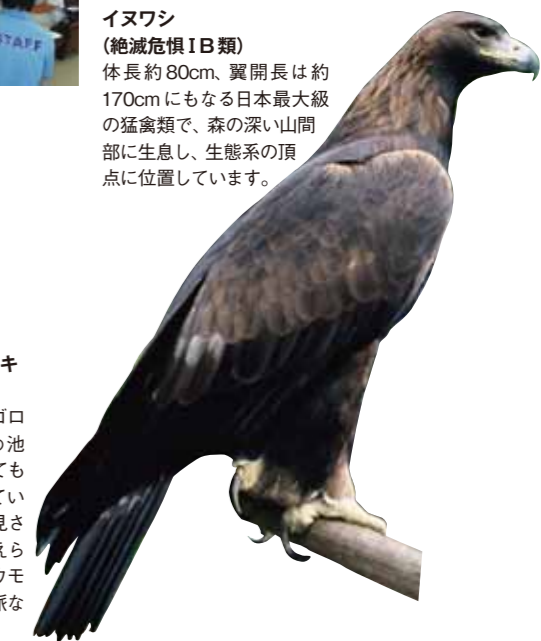 STAFF
イヌワシ
(絶滅危惧ⅠB類)
体長約80cm、翼開長は約
170cmにもなる日本最大級
の猛禽類で、森の深い山間
部に生息し、生態系の頂
点に位置しています。
キ
ゴロ
の池
ても
てい
見さ
えら
ウモ
派な